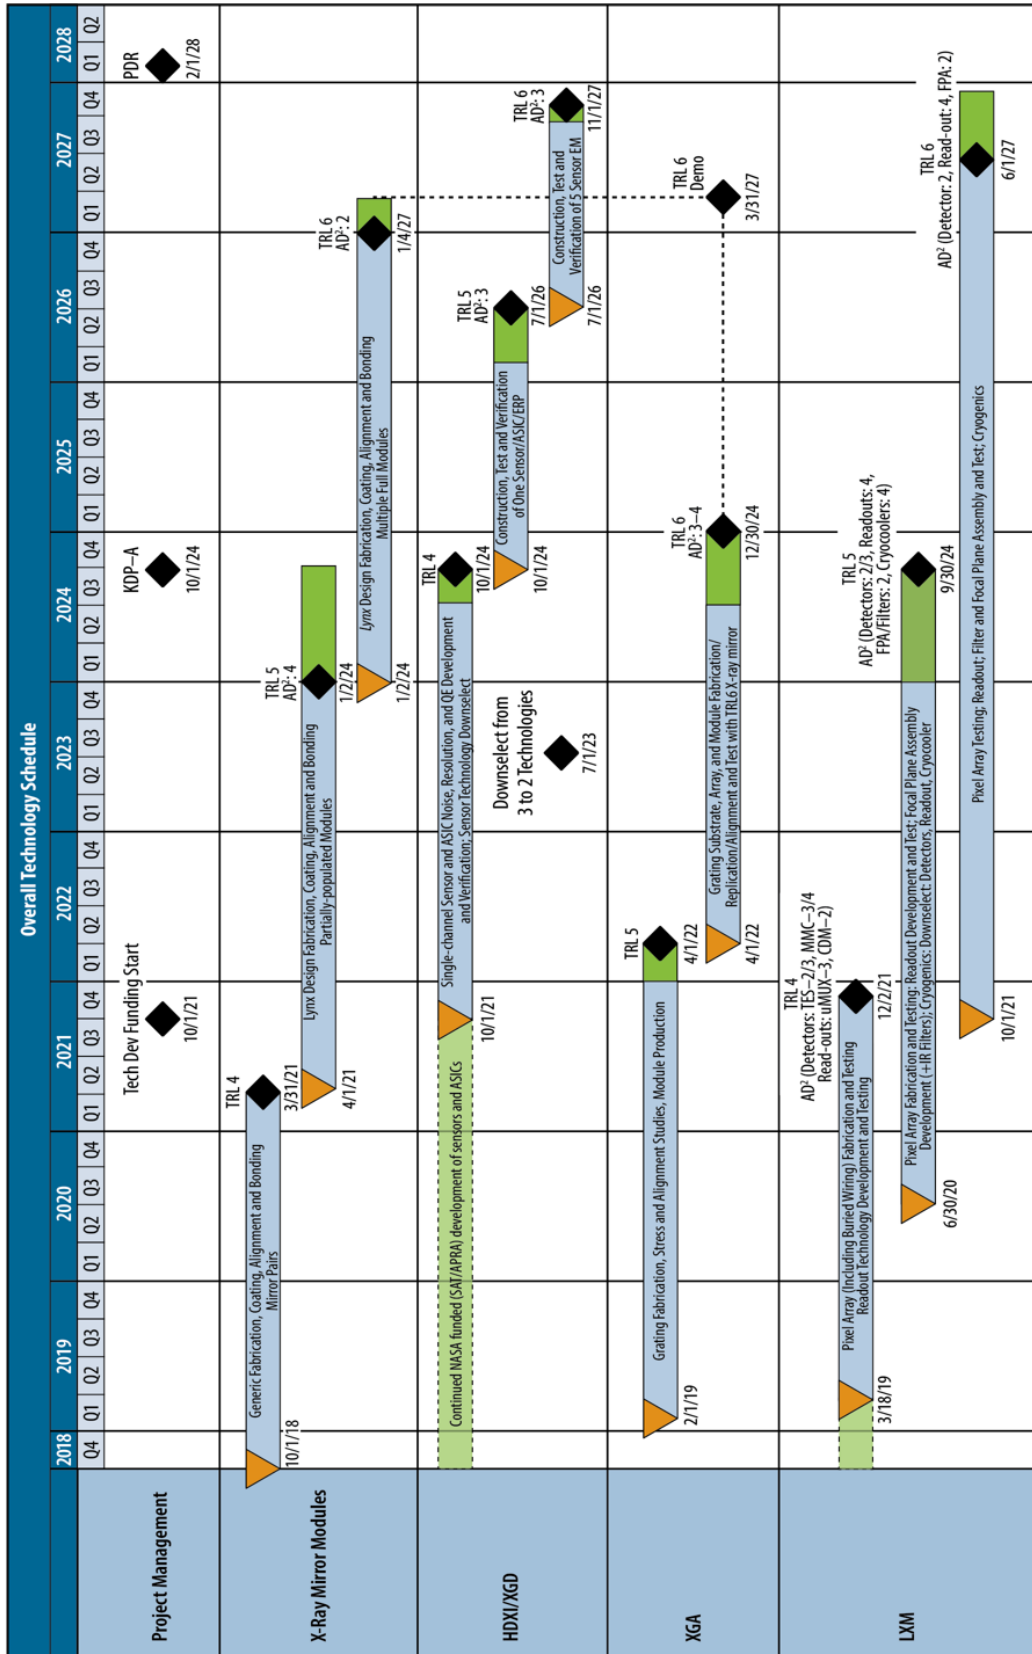 Overall Technology Schedule
2018
2019
2020
2021
2022
2023
2024
2025
2026
2027
2028
Q4
Q1
Q2
Q3
Q4
Q1
Q2
Q3
Q4
Q1
Q2
Q3
Q4
Q1
Q2
Q3
Q4
Q1
Q2
Q3
Q4
Q1
Q2
Q3
Q4
Q1
Q2
Q3
Q4
Q1
Q2
Q3
Q4
Q1
Q2
Q3
Q4
Q1
Q2
Project Management
Tech Dev Funding Start
10/1/21
KDP–A
10/1/24
PDR
2/1/28
X-Ray Mirror Modules
10/1/18
Generic Fabrication, Coating, Alignment and Bonding
Mirror Pairs
TRL 4
3/31/21
4/1/21
Lynx Design Fabrication, Coating, Alignment and Bonding
Partially-populated Modules
TRL 5
AD²: 4
1/2/24
1/2/24
Lynx Design Fabrication, Coating, Alignment and Bonding
Multiple Full Modules
TRL 6
AD²: 2
1/4/27
HDXI/XGD
Continued NASA funded (SAT/APRA) development of sensors and ASICs
10/1/21
Single-channel Sensor and ASIC Noise, Resolution, and QE Development
and Verification; Sensor Technology Downselect
TRL 4
10/1/24
Downselect from
3 to 2 Technologies
7/1/23
10/1/24
Construction, Test and Verification
of One Sensor/ASIC/ERP
TRL 5
AD²: 3
7/1/26
7/1/26
Construction, Test and
Verification of 5 Sensor EM
TRL 6
AD²: 3
11/1/27
XGA
2/1/19
Grating Fabrication, Stress and Alignment Studies, Module Production
TRL 5
4/1/22
4/1/22
Grating Substrate, Array, and Module Fabrication/
Replication/Alignment and Test with TRL6 X-ray mirror
TRL 6
AD²: 3–4
12/30/24
TRL 6
Demo
3/31/27
LXM
3/18/19
Pixel Array (Including Buried Wiring) Fabrication and Testing
Readout Technology Development and Testing
TRL 4
AD² (Detectors: TES–2/3, MMC–3/4
Read-outs: uMUX–3, CDM–2)
12/2/21
6/30/20
Pixel Array Fabrication and Testing; Readout Development and Test; Focal Plane Assembly
Development (+IR Filters); Cryogenics: Downselect: Detectors, Readout, Cryocooler
TRL 5
AD² (Detectors: 2/3, Readouts: 4,
FPA/Filters: 2, Cryocoolers: 4)
9/30/24
10/1/21
Pixel Array Testing; Readout; Filter and Focal Plane Assembly and Test; Cryogenics
TRL 6
AD² (Detector: 2, Read-out: 4, FPA: 2)
6/1/27